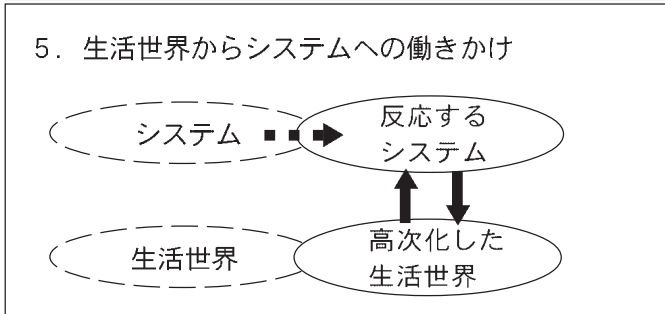 5．生活世界からシステムへの働きかけ
システム
反応する
システム
生活世界
高次化した
生活世界